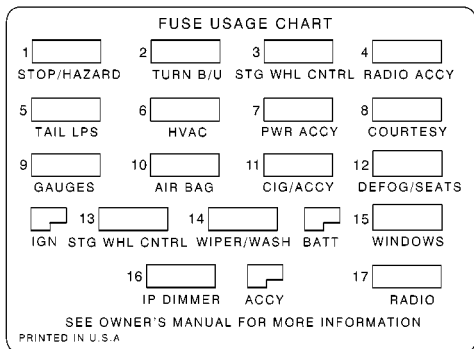 FUSE USAGE CHART
1 2 3 4
STOP/HAZARD TURN B/U STG WHL CNTRL RADIO ACCY
5 6 7 8
TAIL LPS HVAC PWR ACCY COURTESY
9 10 11 12
GAUGES AIR BAG CIG/ACCY DEFOG/SEATS
13 14 15
IGN STG WHL CNTRL WIPER/WASH BATT WINDOWS
16 17
IP DIMMER ACCY RADIO
SEE OWNER'S MANUAL FOR MORE INFORMATION
PRINTED IN U.S.A